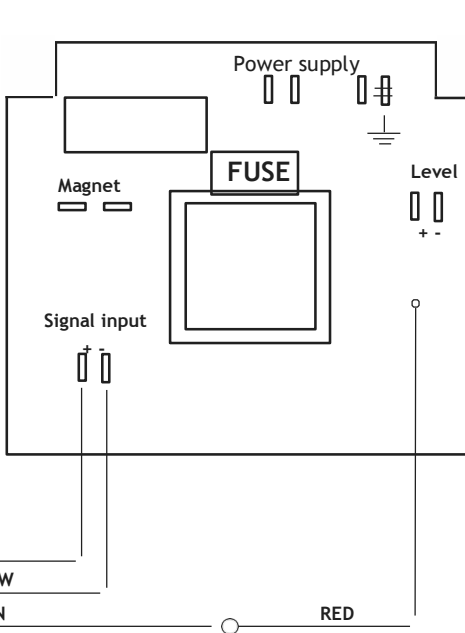 Power supply
FUSE
Level
Magnet
+ -
Signal input
+ -
W
N
RED